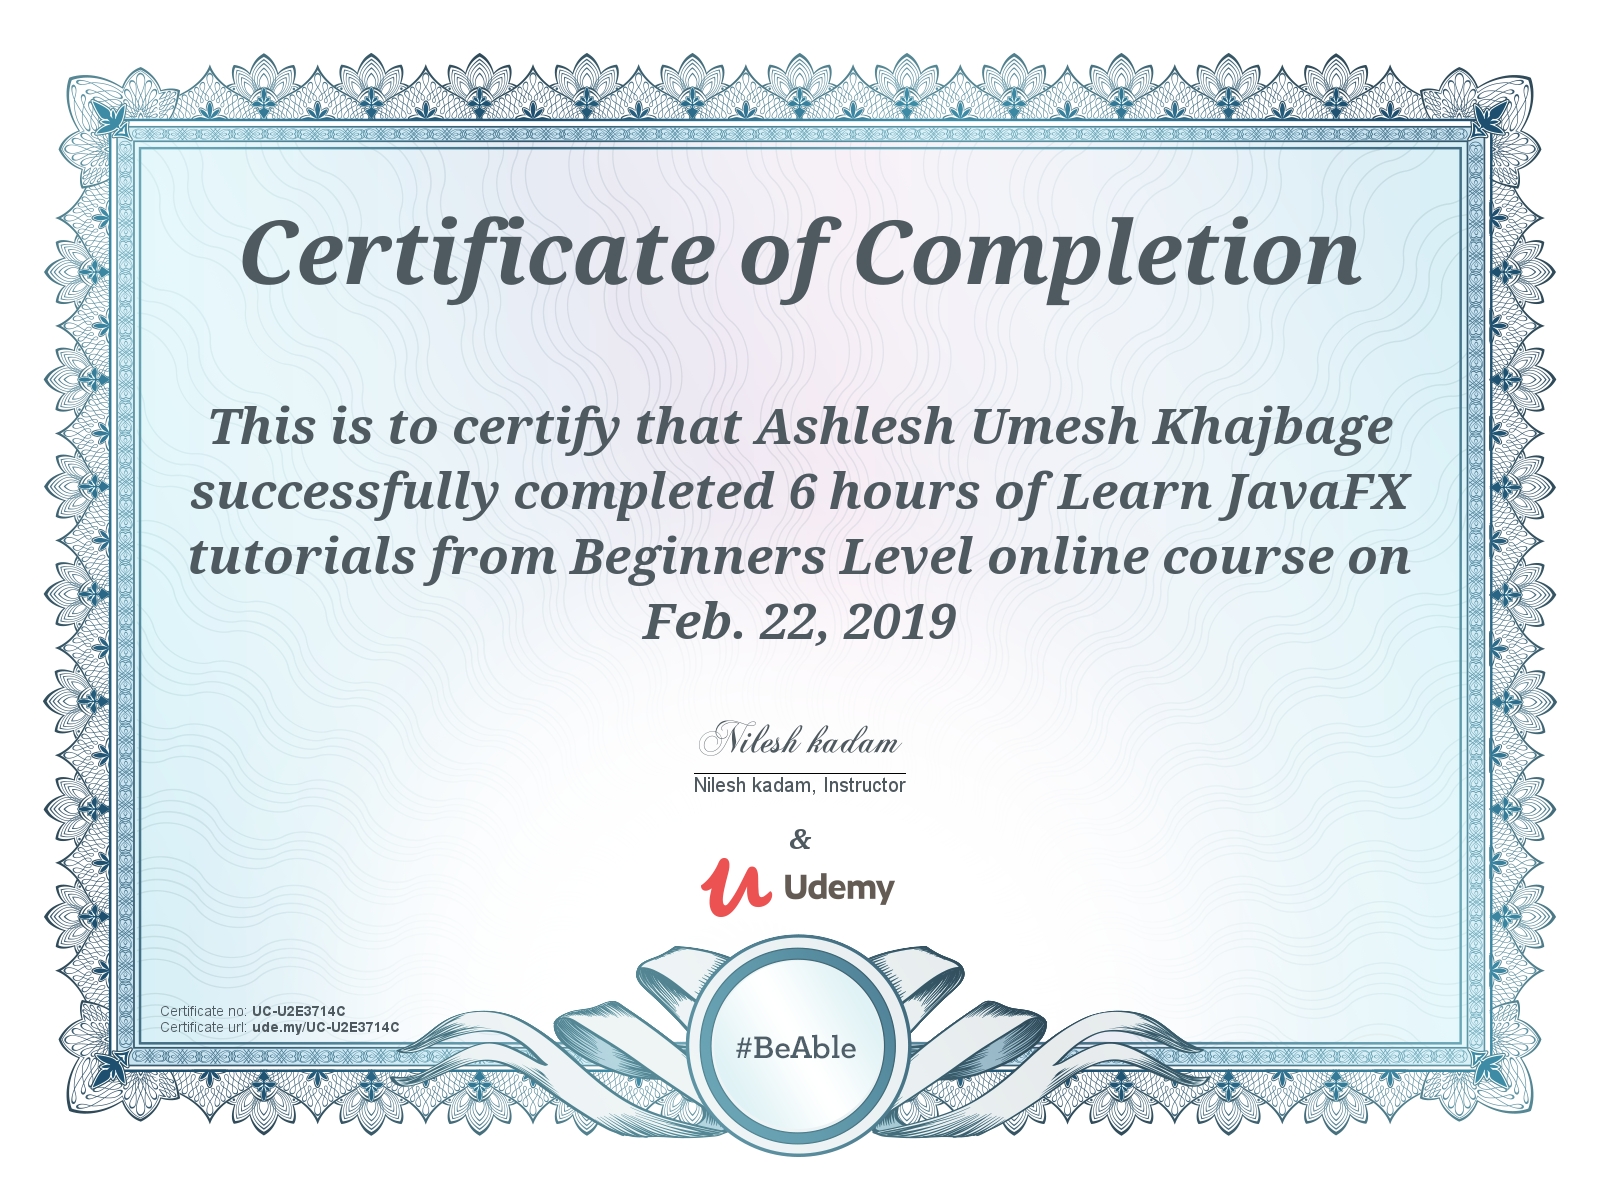 Certificate of Completion
This is to certify that Ashlesh Umesh Khajbage
successfully completed 6 hours of Learn JavaFX
tutorials from Beginners Level online course on
Feb. 22, 2019
Nilesh kadam
Nilesh kadam, Instructor
&
Udemy
Certificate no: UC-U2E3714C
Certificate url: ude.my/UC-U2E3714C
#BeAble